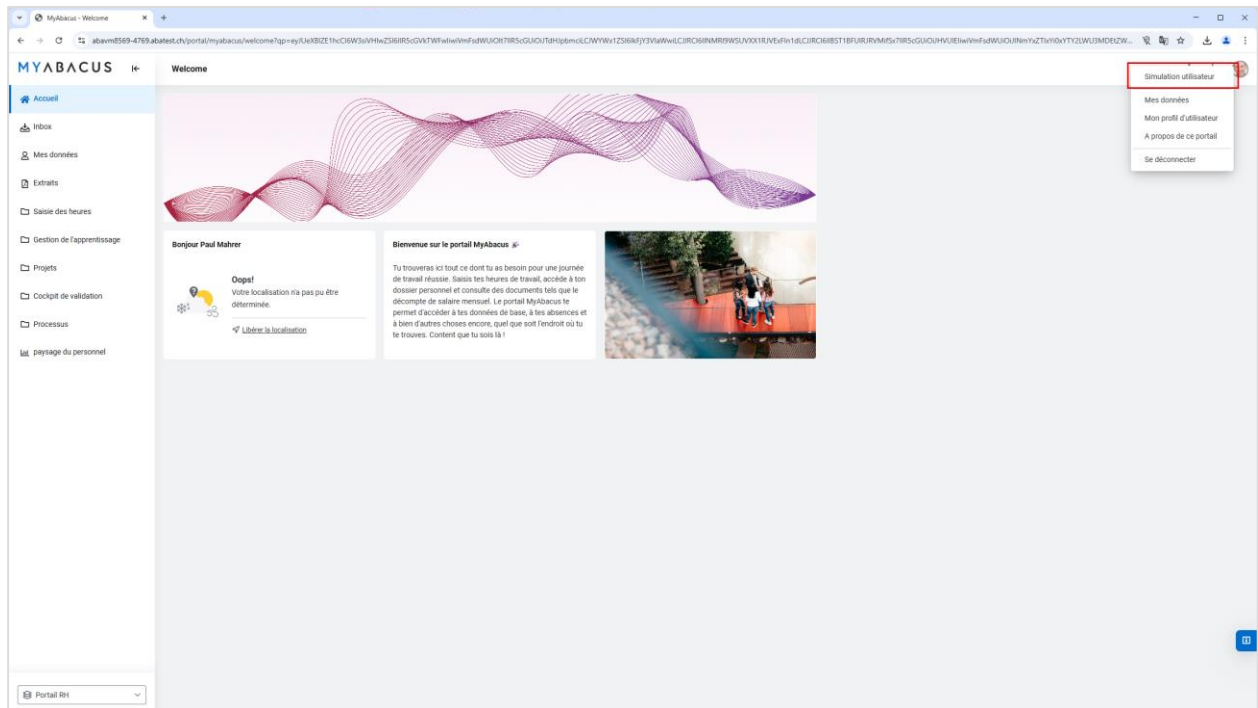 MyAbacus - Welcome
MYABACUS
Welcome
Simulation utilisateur
Mes données
Mon profil d'utilisateur
A propos de ce portail
Se déconnecter
Accueil
Inbox
Mes données
Extraits
Saisie des heures
Gestion de l'apprentissage
Projets
Cockpit de validation
Processus
paysage du personnel
Bonjour Paul Mahrer
Oops!
Votre localisation n'a pas pu être
déterminée.
Libérer la localisation
Bienvenue sur le portail MyAbacus
Tu trouveras ici tout ce dont tu as besoin pour une journée
de travail réussie. Saisis tes heures de travail, accède à ton
dossier personnel et consulte des documents tels que le
décompte de salaire mensuel. Le portail MyAbacus te
permet d'accéder à tes données de base, à tes absences et
à bien d'autres choses encore, quel que soit l'endroit où tu
te trouves. Content que tu sois là !
Portail RH